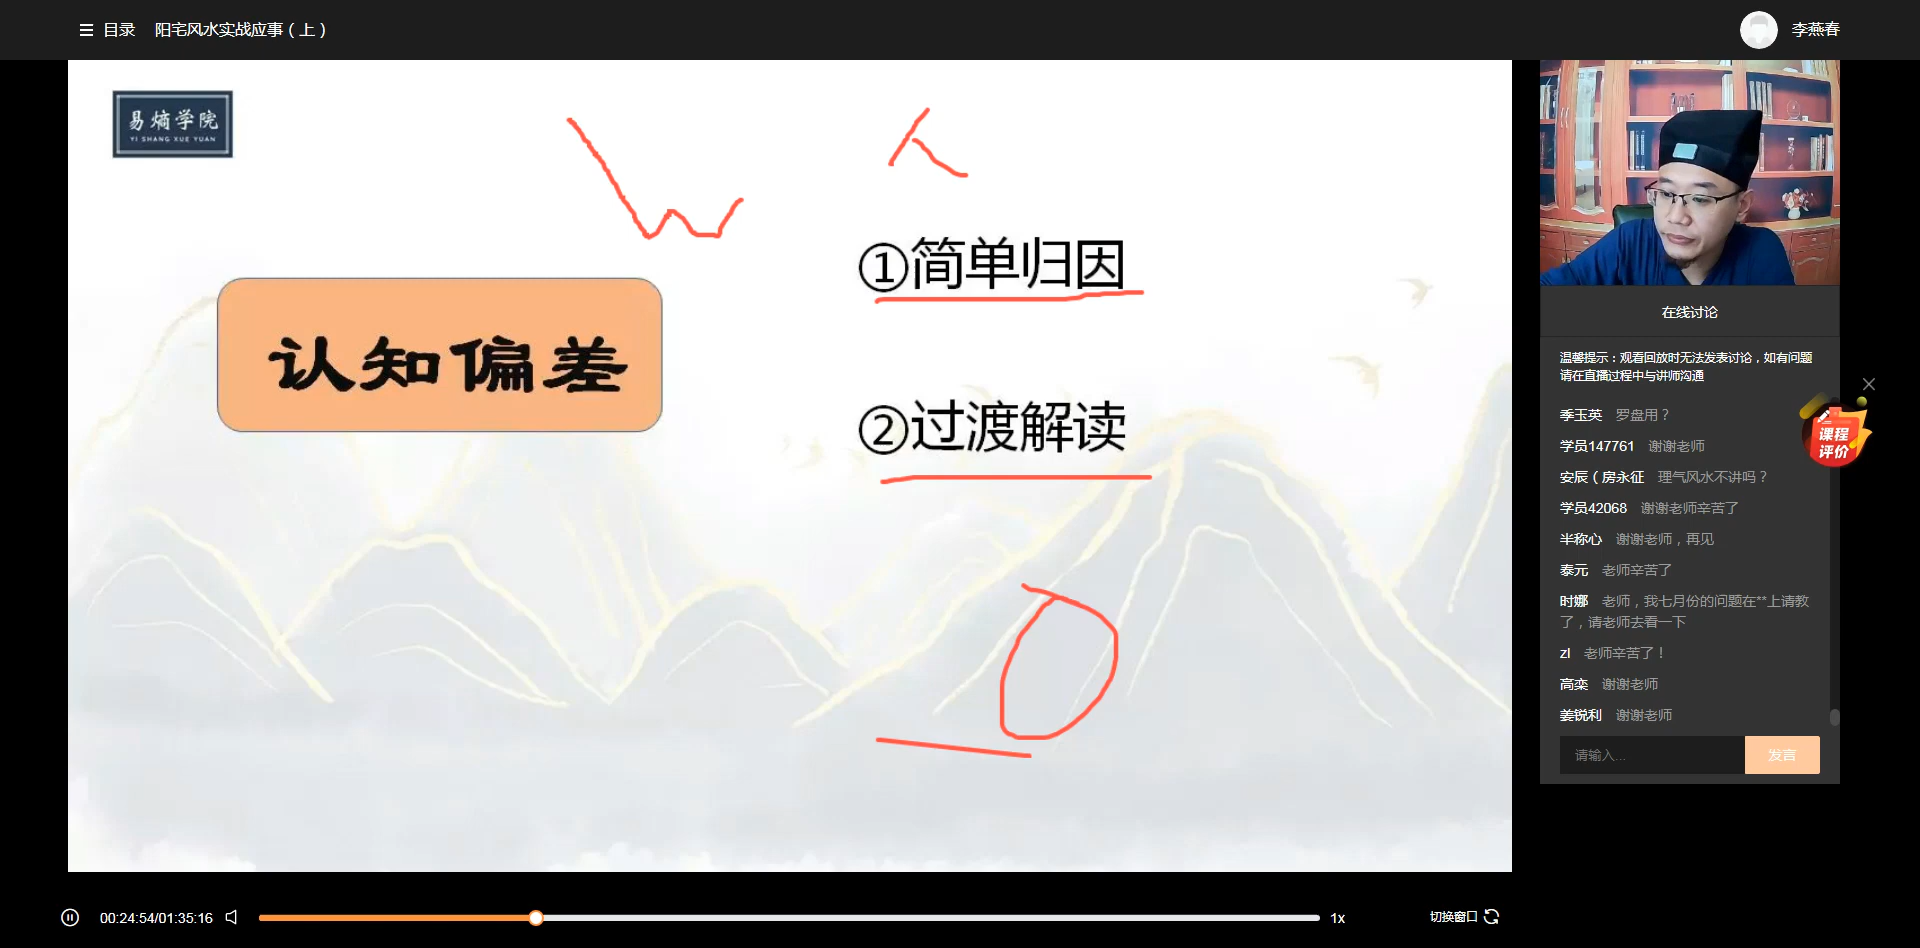 目录 阳宅风水实战应事（上）
李燕春
易熵学院
YI SHANG XUE YUAN
认知偏差
①简单归因
②过渡解读
在线讨论
温馨提示：观看回放时无法发表讨论，如有问题
请在直播过程中与讲师沟通
季玉英 罗盘用？
学员147761 谢谢老师
安辰（房永征 理气风水不讲吗？
学员42068 谢谢老师辛苦了
半称心 谢谢老师，再见
泰元 老师辛苦了
时娜 老师，我七月份的问题在**上请教
了，请老师去看一下
zl 老师辛苦了！
高栾 谢谢老师
姜锐利 谢谢老师
课程
评价
请输入...
发言
00:24:54/01:35:16
1x
切换窗口